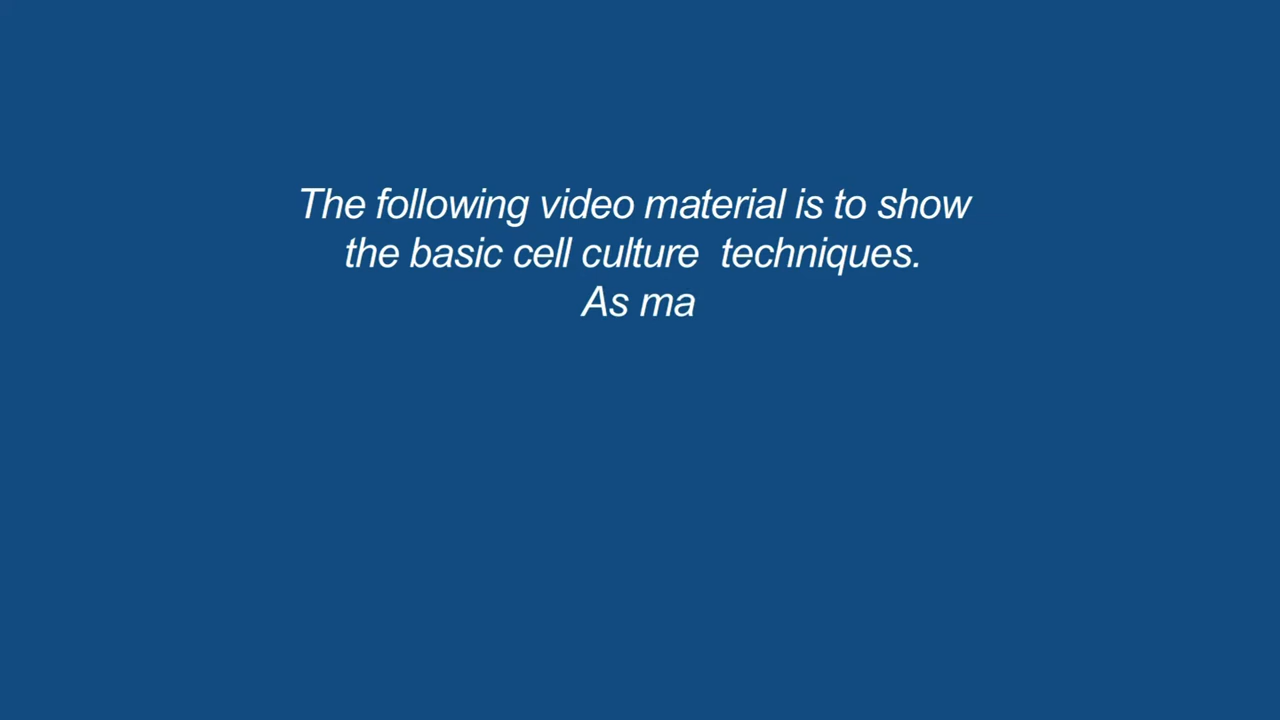 The following video material is to show
the basic cell culture  techniques.
As ma